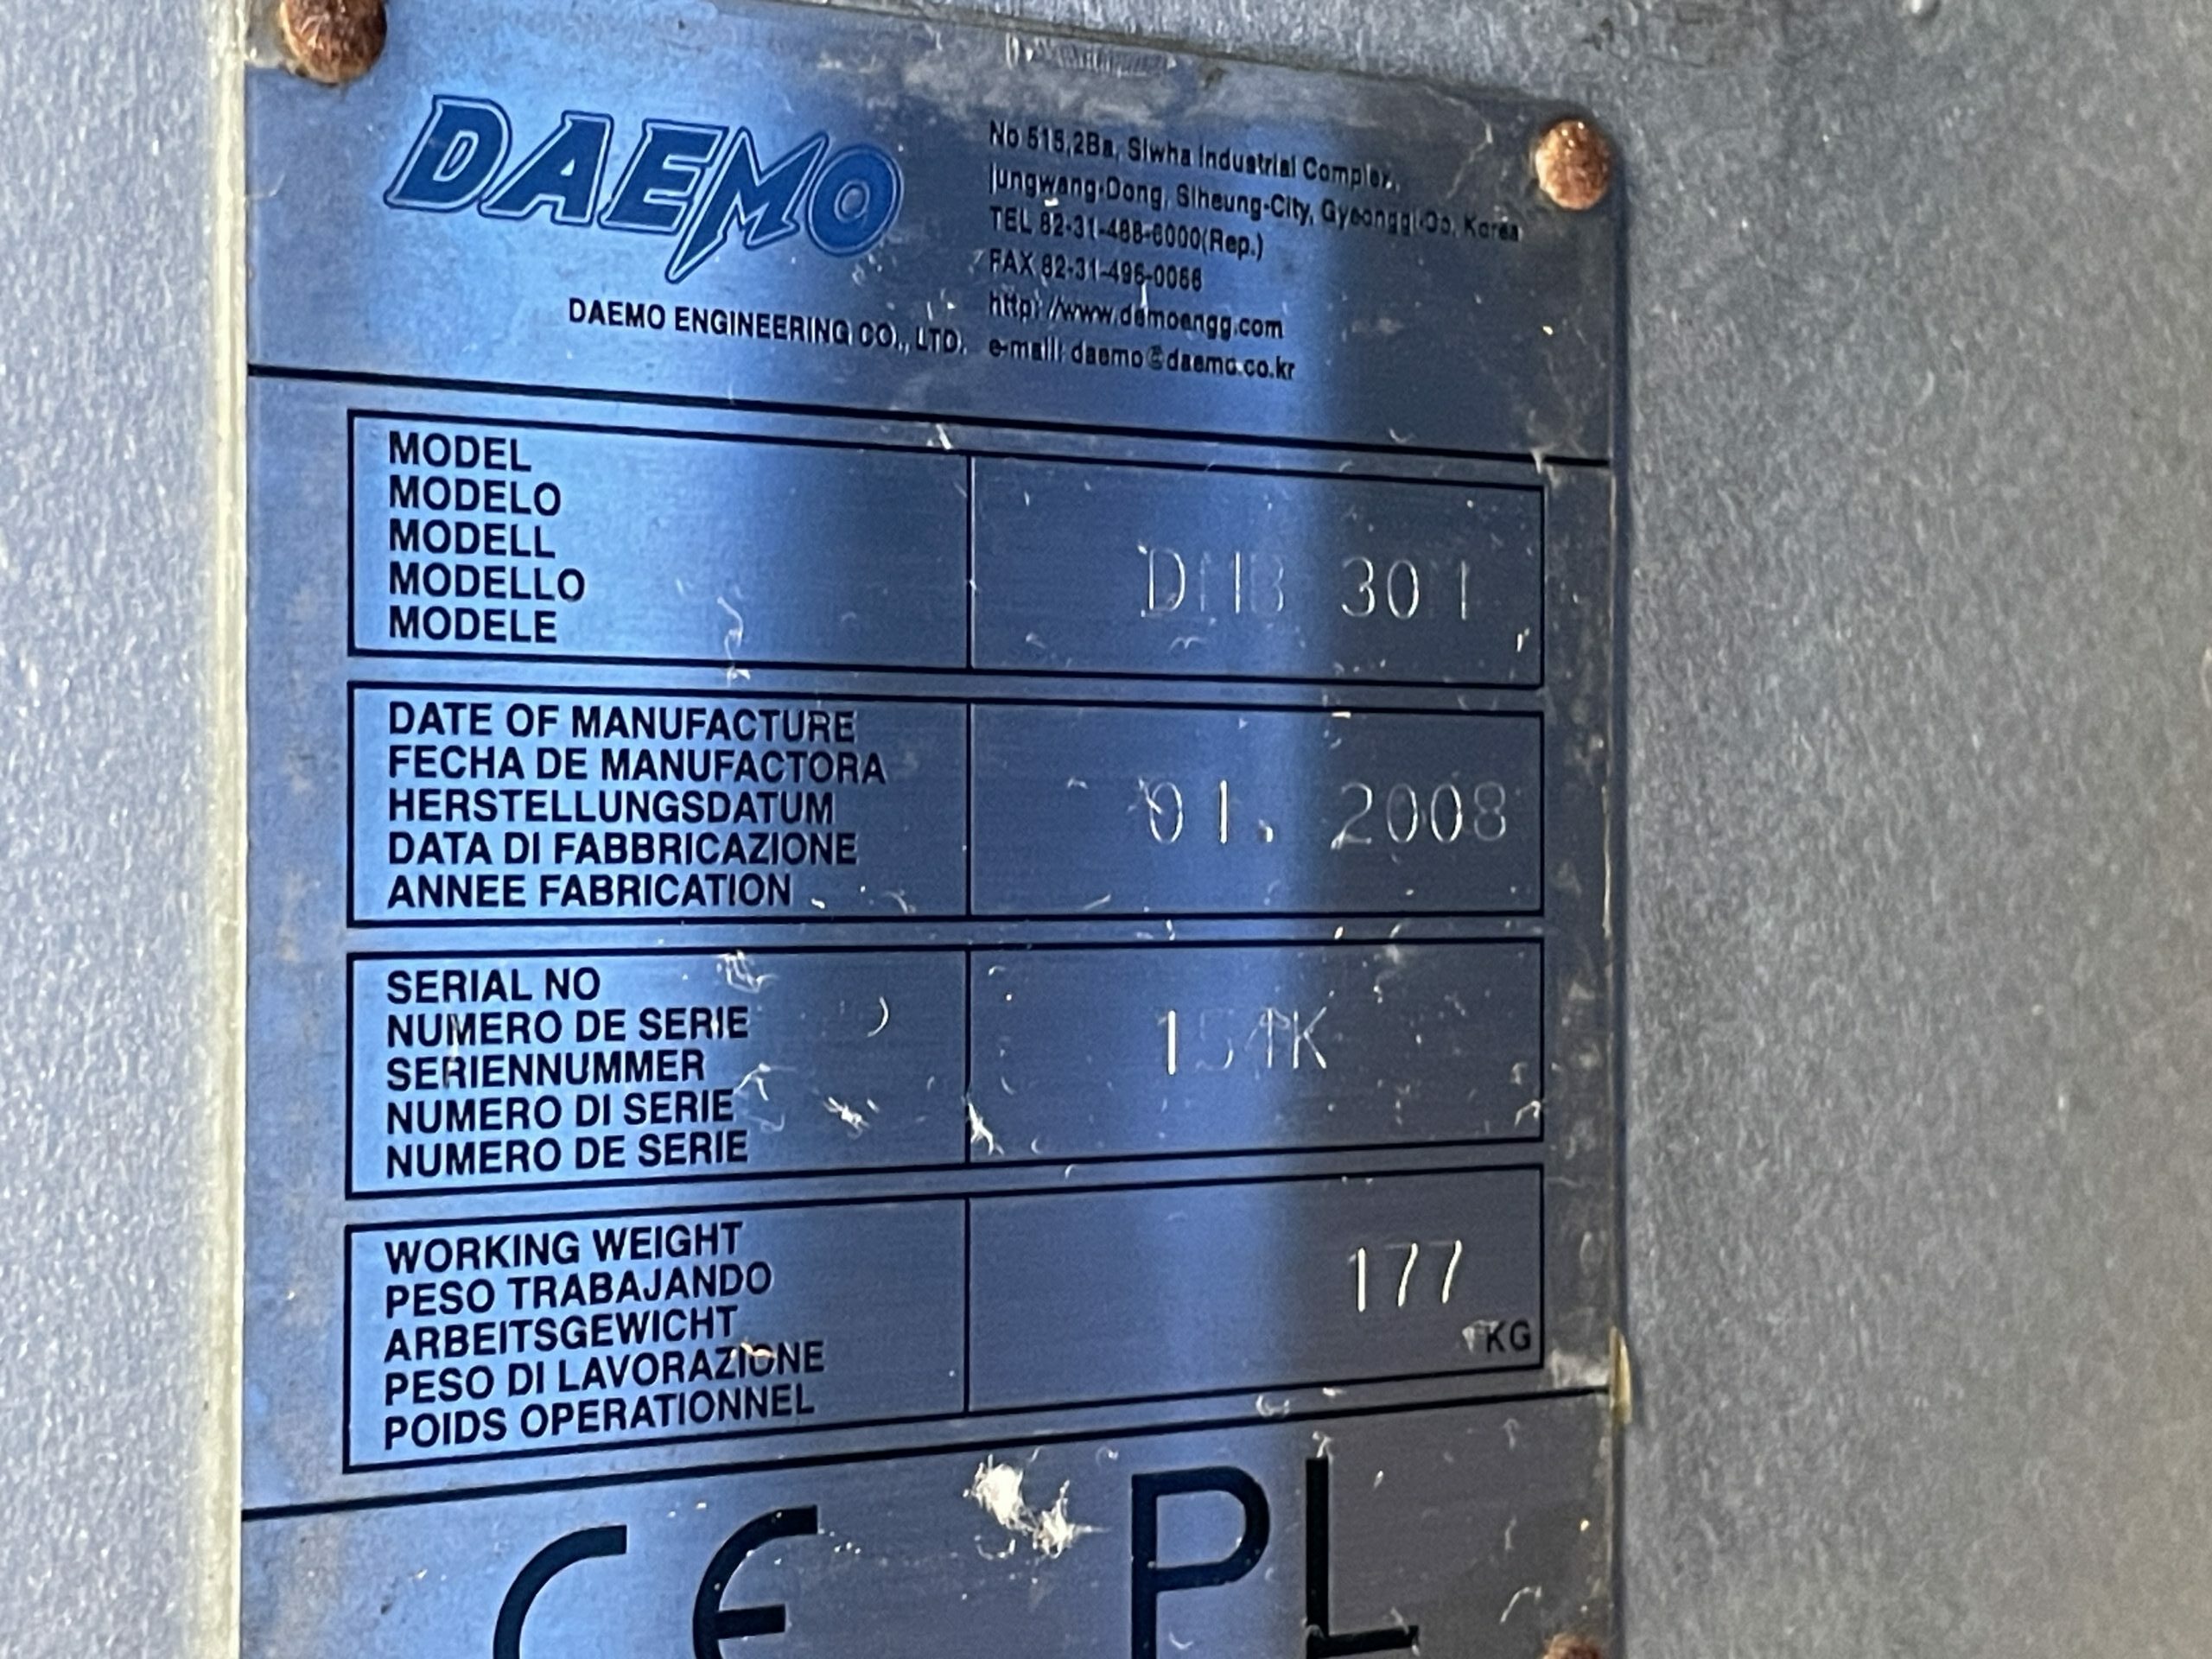 DAEMO
DAEMO ENGINEERING CO., LTD.
No 515,2Ba, Siwha Industrial Complex,
Jungwang-Dong, Siheung-City, Gyeonggi-Do, Korea
TEL 82-31-488-8000(Rep.)
FAX 82-31-496-0066
http://www.demoengg.com
e-mail: daemo@daemo.co.kr
MODEL
MODELO
MODELL
MODELLO
MODELE
DMB 30
DATE OF MANUFACTURE
FECHA DE MANUFACTORA
HERSTELLUNGSDATUM
DATA DI FABBRICAZIONE
ANNEE FABRICATION
01. 2008
SERIAL NO
NUMERO DE SERIE
SERIENNUMMER
NUMERO DI SERIE
NUMERO DE SERIE
WORKING WEIGHT
PESO TRABAJANDO
ARBEITSGEWICHT
PESO DI LAVORAZIONE
POIDS OPERATIONNEL
177
KG
CE PL